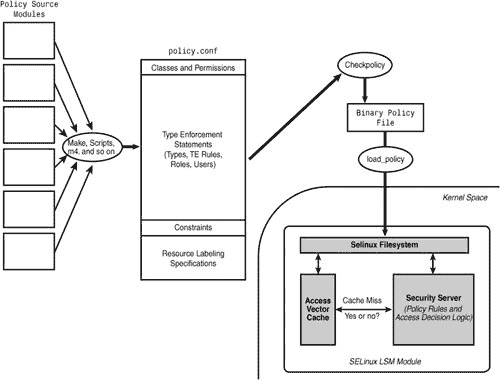 Policy Source
Modules
policy.conf
Classes and Permissions
Type Enforcement
Statements
(Types, TE Rules,
Roles, Users)
Constraints
Resource Labeling
Specifications
Make, Scripts,
m4. and so on
Checkpolicy
Binary Policy
File
load_policy
Kernel Space
Selinux Filesystem
Access
Vector
Cache
Cache Miss
Yes or no?
Security Server
(Policy Rules and
Access Decision Logic)
SELinux LSM Module